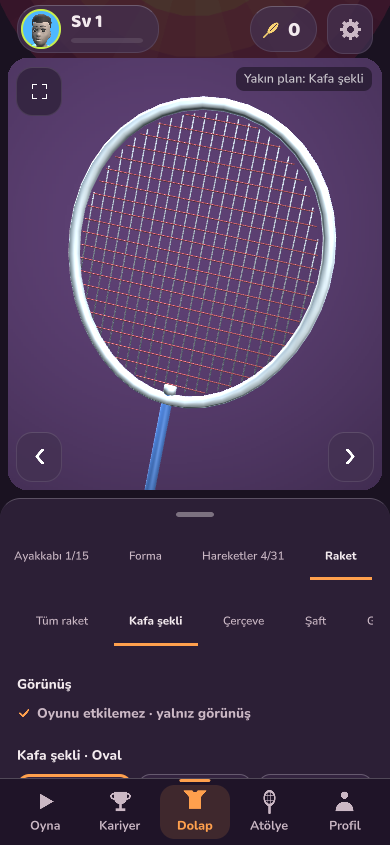 Sv 1
0
Yakın plan: Kafa şekli
Ayakkabı 1/15 Forma Hareketler 4/31 Raket
Tüm raket Kafa şekli Çerçeve Şaft
Görünüş
Oyunu etkilemez · yalnız görünüş
Kafa şekli · Oval
Oyna Kariyer Dolap Atölye Profil